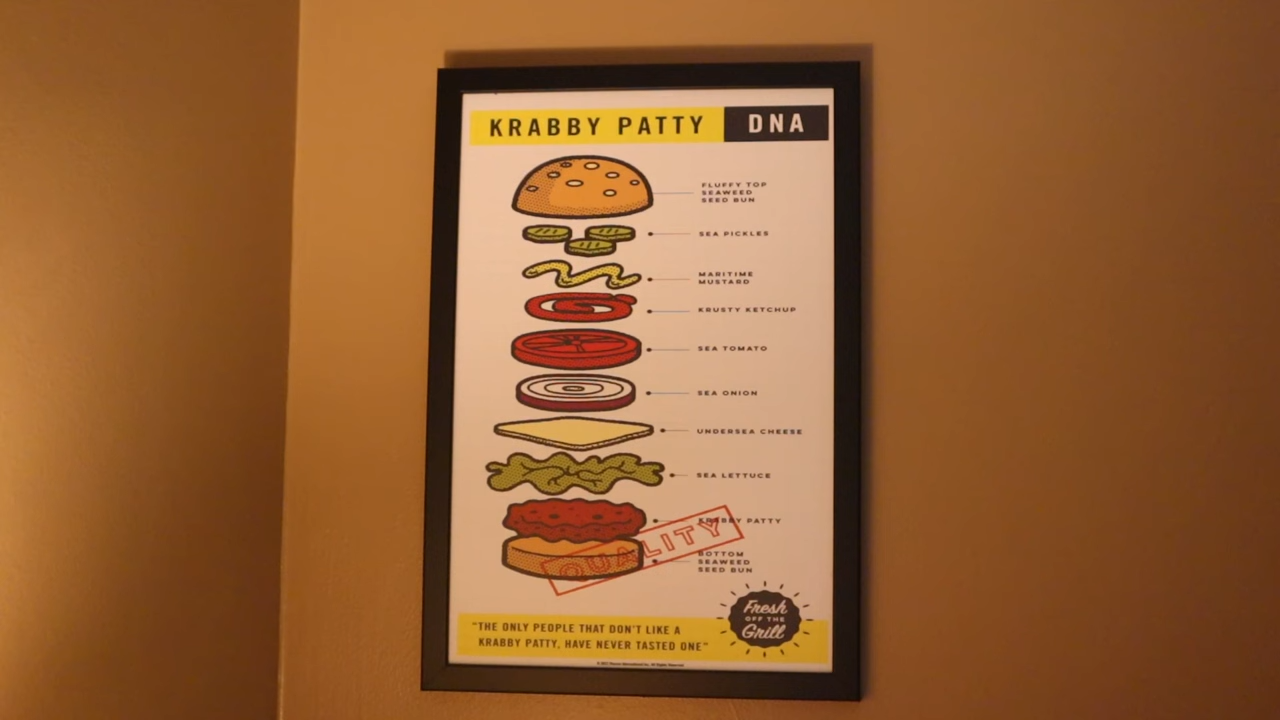 KRABBY PATTY DNA
FLUFFY TOP
SEAWEED
SEED BUN
SEA PICKLES
MARITIME
MUSTARD
KRUSTY KETCHUP
SEA TOMATO
SEA ONION
UNDERSEA CHEESE
SEA LETTUCE
KRABBY PATTY
QUALITY
BOTTOM
SEAWEED
SEED BUN
Fresh
OFF THE
Grill
"THE ONLY PEOPLE THAT DON'T LIKE A
KRABBY PATTY, HAVE NEVER TASTED ONE"